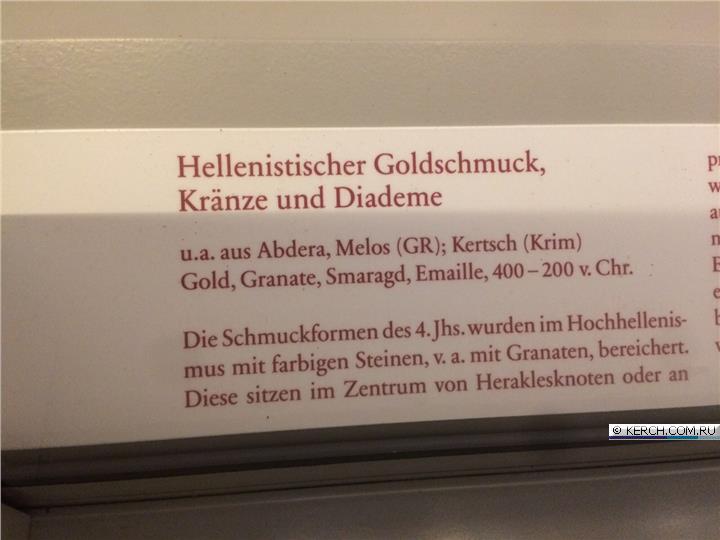 Hellenistischer Goldschmuck,
Kränze und Diademe
u.a. aus Abdera, Melos (GR); Kertsch (Krim)
Gold, Granate, Smaragd, Emaille, 400 – 200 v. Chr.
Die Schmuckformen des 4. Jhs. wurden im Hochhellenis-
mus mit farbigen Steinen, v. a. mit Granaten, bereichert.
Diese sitzen im Zentrum von Heraklesknoten oder an
© KERCH.COM.RU